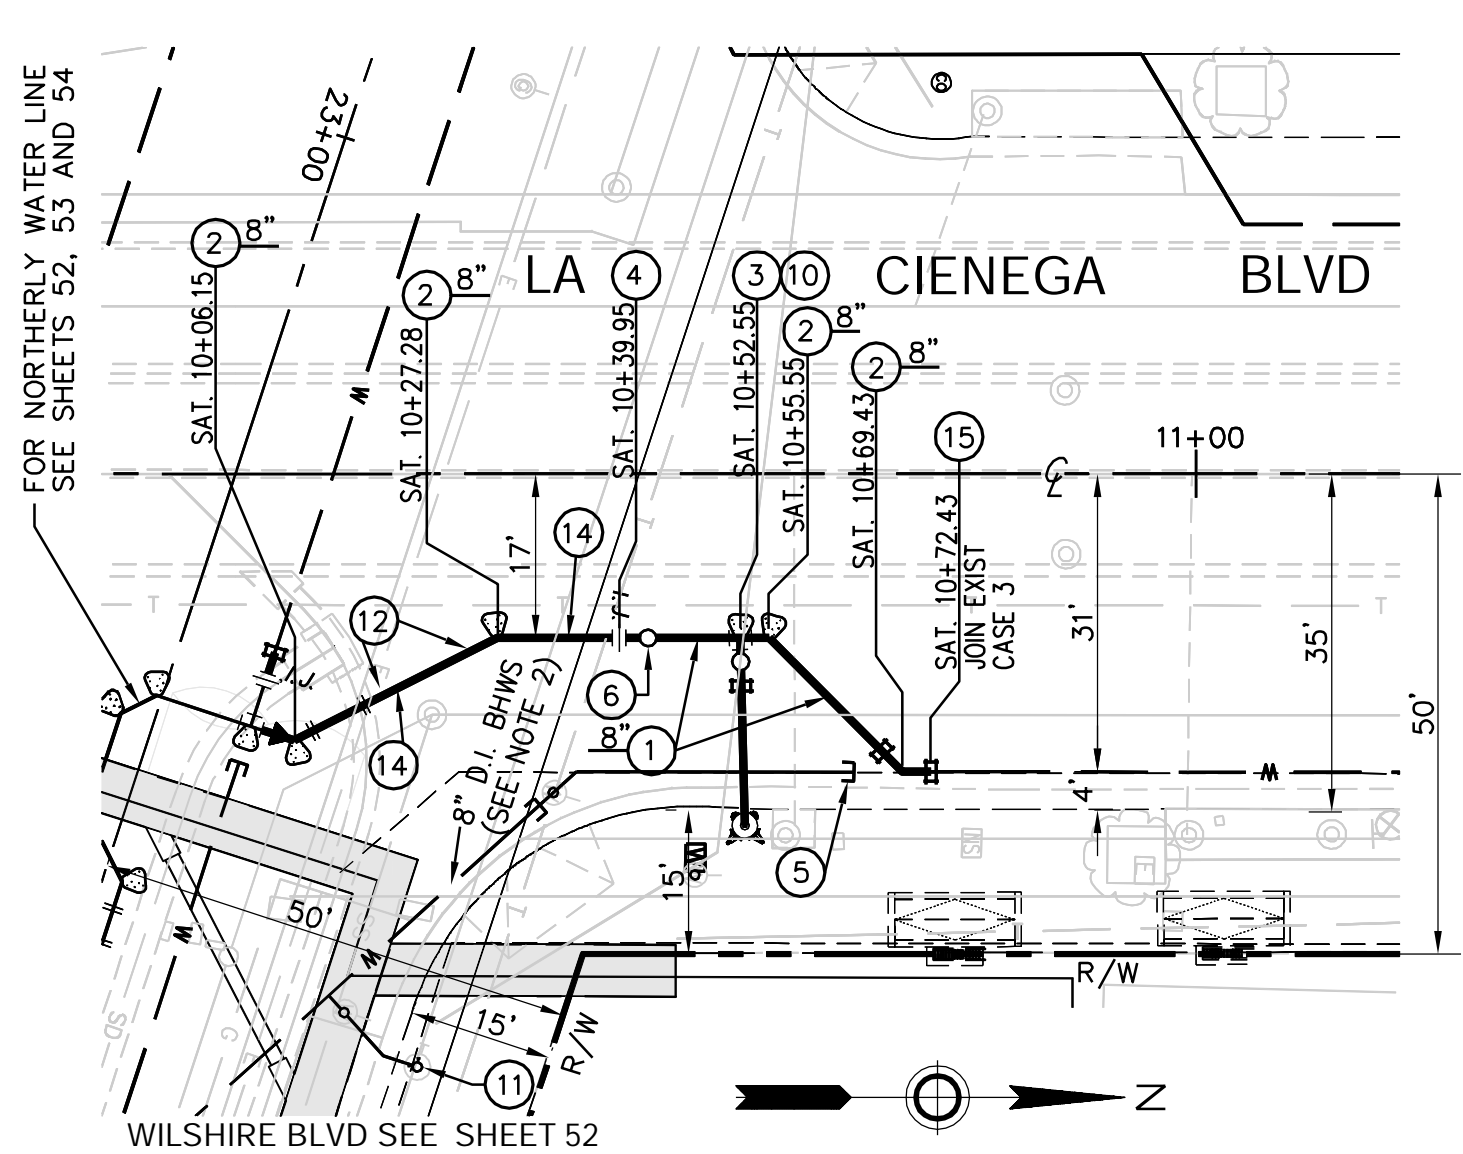 FOR NORTHERLY WATER LINE
SEE SHEETS 52, 53 AND 54
23+00
2 8"
SAT. 10+06.15
2 8"
SAT. 10+27.28
LA CIENEGA BLVD
4
SAT. 10+39.95
3
10
SAT. 10+52.55
2 8"
SAT. 10+55.55
2 8"
SAT. 10+69.43
15
SAT. 10+72.43
JOIN EXIST
CASE 3
11+00
CL
W
17'
14
31'
35'
50'
4'
12
I.J.
I.J.
6
14
8" 1
8" D.I. BHWS
(SEE NOTE 2)
W
5
15'
50'
W
W
15'
R/W
R/W
11
N
WILSHIRE BLVD SEE SHEET 52
E
T
I
T
T
T
E
E
SD
G
SS
CO